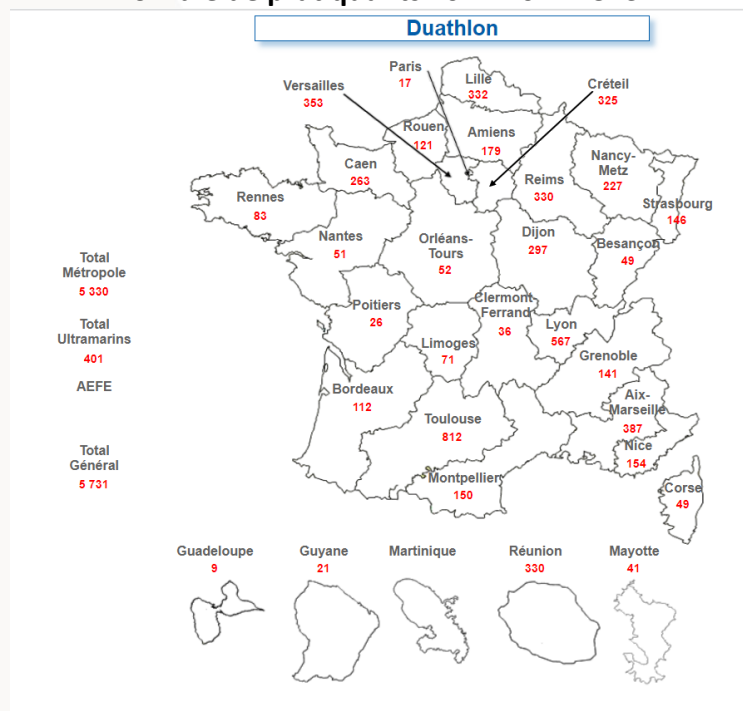 Duathlon
Paris
17
Lille
332
Versailles
353
Créteil
325
Rouen
121
Amiens
179
Caen
263
Nancy-
Metz
227
Reims
330
Rennes
83
Strasbourg
146
Nantes
51
Orléans-
Tours
52
Dijon
297
Besançon
49
Total
Métropole
5 330
Poitiers
26
Clermont
Ferrand
36
Total
Ultramarins
401
Limoges
71
Lyon
567
Grenoble
141
AEFE
Bordeaux
112
Aix-
Marseille
387
Toulouse
812
Total
Général
5 731
Nice
154
Montpellier
150
Corse
49
Guadeloupe
9
Guyane
21
Martinique
Réunion
330
Mayotte
41